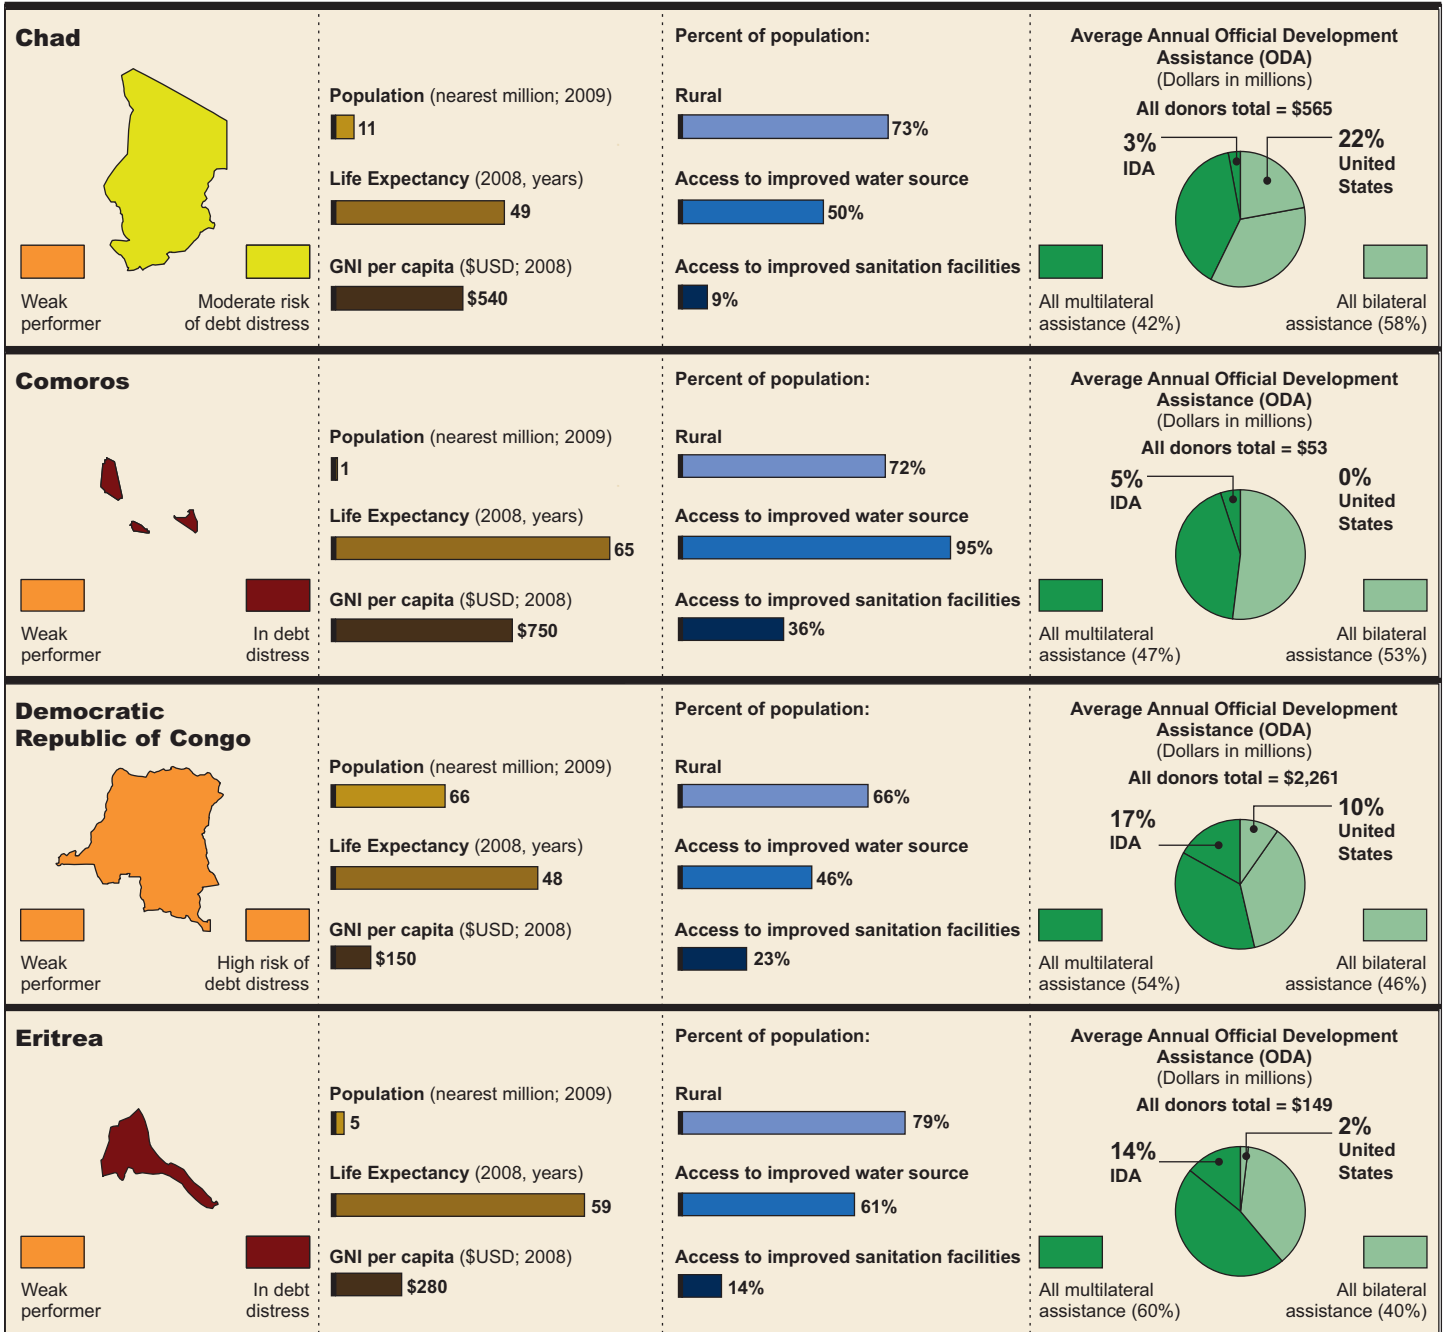 Chad
Weak
performer
Moderate risk
of debt distress
Population (nearest million; 2009)
11
Life Expectancy (2008, years)
49
GNI per capita ($USD; 2008)
$540
Percent of population:
Rural
73%
Access to improved water source
50%
Access to improved sanitation facilities
9%
Average Annual Official Development
Assistance (ODA)
(Dollars in millions)
All donors total = $565
3%
IDA
22%
United
States
All multilateral
assistance (42%)
All bilateral
assistance (58%)
Comoros
Weak
performer
In debt
distress
Population (nearest million; 2009)
1
Life Expectancy (2008, years)
65
GNI per capita ($USD; 2008)
$750
Percent of population:
Rural
72%
Access to improved water source
95%
Access to improved sanitation facilities
36%
Average Annual Official Development
Assistance (ODA)
(Dollars in millions)
All donors total = $53
5%
IDA
0%
United
States
All multilateral
assistance (47%)
All bilateral
assistance (53%)
Democratic
Republic of Congo
Weak
performer
High risk of
debt distress
Population (nearest million; 2009)
66
Life Expectancy (2008, years)
48
GNI per capita ($USD; 2008)
$150
Percent of population:
Rural
66%
Access to improved water source
46%
Access to improved sanitation facilities
23%
Average Annual Official Development
Assistance (ODA)
(Dollars in millions)
All donors total = $2,261
17%
IDA
10%
United
States
All multilateral
assistance (54%)
All bilateral
assistance (46%)
Eritrea
Weak
performer
In debt
distress
Population (nearest million; 2009)
5
Life Expectancy (2008, years)
59
GNI per capita ($USD; 2008)
$280
Percent of population:
Rural
79%
Access to improved water source
61%
Access to improved sanitation facilities
14%
Average Annual Official Development
Assistance (ODA)
(Dollars in millions)
All donors total = $149
14%
IDA
2%
United
States
All multilateral
assistance (60%)
All bilateral
assistance (40%)